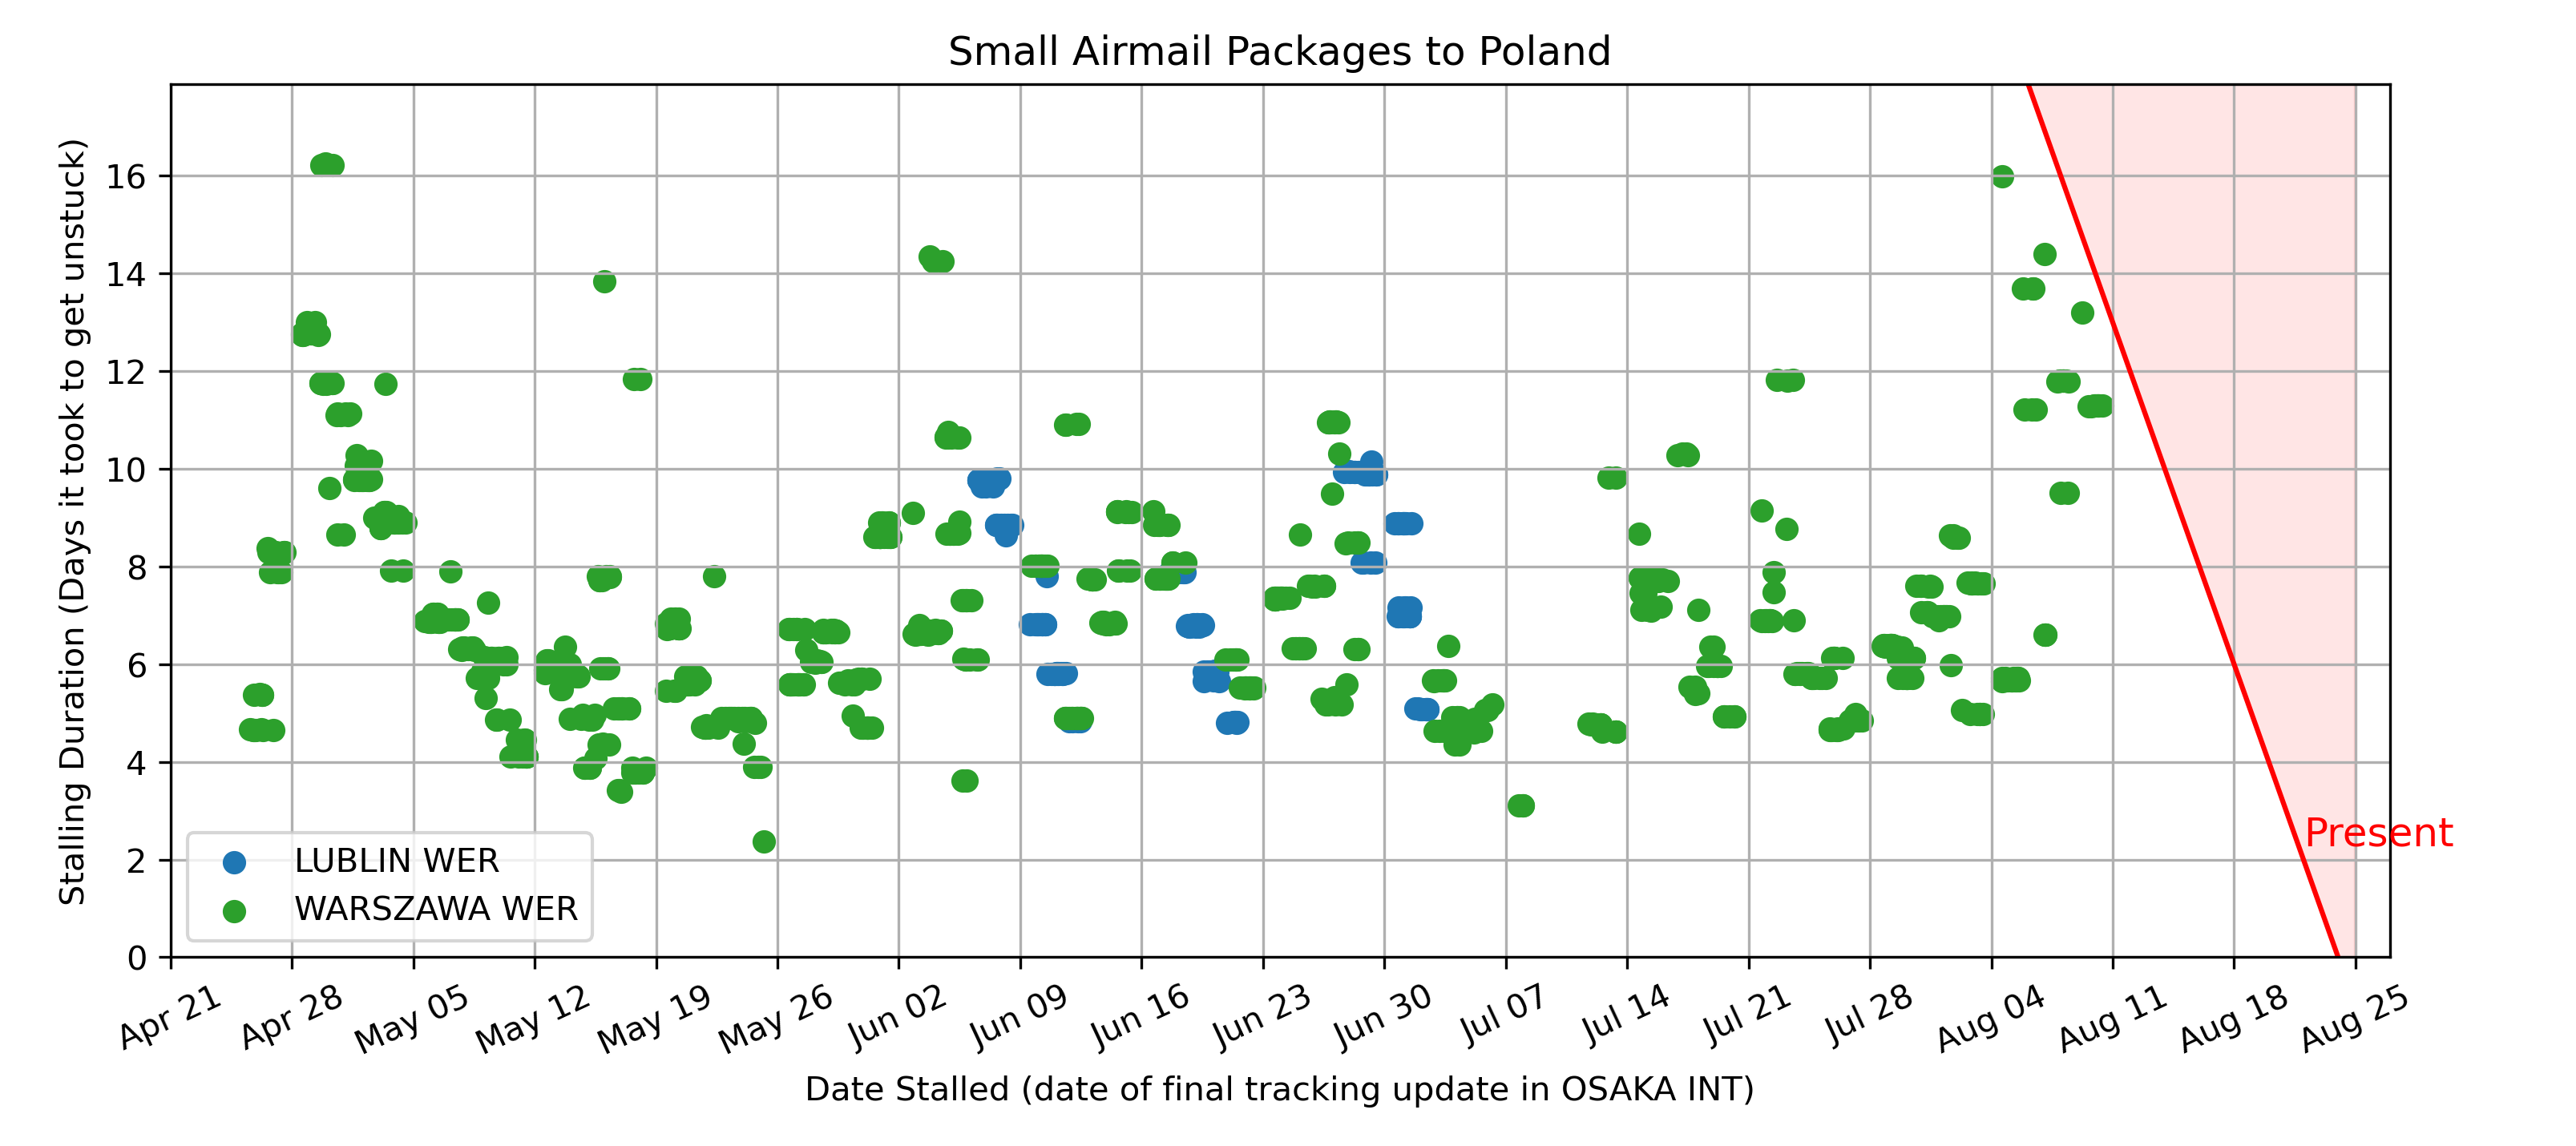 Small Airmail Packages to Poland
Stalling Duration (Days it took to get unstuck)
16
14
12
10
8
6
4
2
0
LUBLIN WER
WARSZAWA WER
Present
Apr 21
Apr 28
May 05
May 12
May 19
May 26
Jun 02
Jun 09
Jun 16
Jun 23
Jun 30
Jul 07
Jul 14
Jul 21
Jul 28
Aug 04
Aug 11
Aug 18
Aug 25
Date Stalled (date of final tracking update in OSAKA INT)